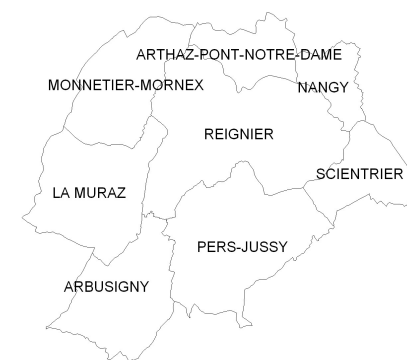 ARTHAZ-PONT-NOTRE-DAME
MONNETIER-MORNEX
NANGY
REIGNIER
SCIENTRIER
LA MURAZ
PERS-JUSSY
ARBUSIGNY